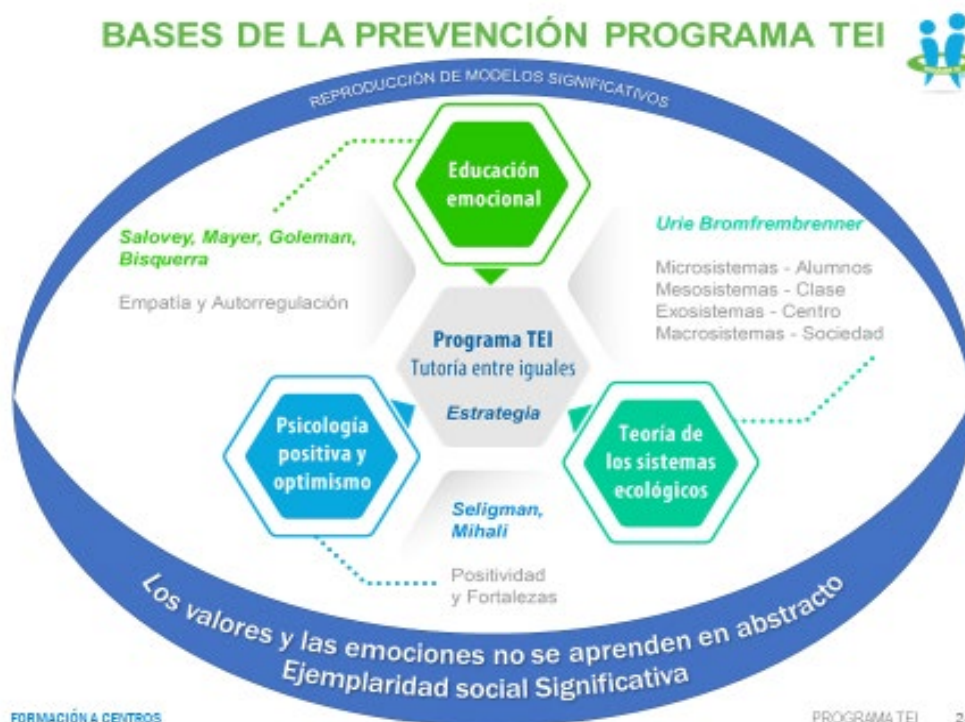 BASES DE LA PREVENCIÓN PROGRAMA TEI
REPRODUCCIÓN DE MODELOS SIGNIFICATIVOS
Educación
emocional
Salovey, Mayer, Goleman,
Bisquerra
Empatía y Autorregulación
Urie Bromfrembrenner
Microsistemas - Alumnos
Mesosistemas - Clase
Exosistemas - Centro
Macrosistemas - Sociedad
Programa TEI
Tutoría entre iguales
Estrategia
Psicología
positiva y
optimismo
Teoría de
los sistemas
ecológicos
Seligman,
Mihali
Positividad
y Fortalezas
Los valores y las emociones no se aprenden en abstracto
Ejemplaridad social Significativa
FORMACIÓN A CENTROS
PROGRAMA TEI 2